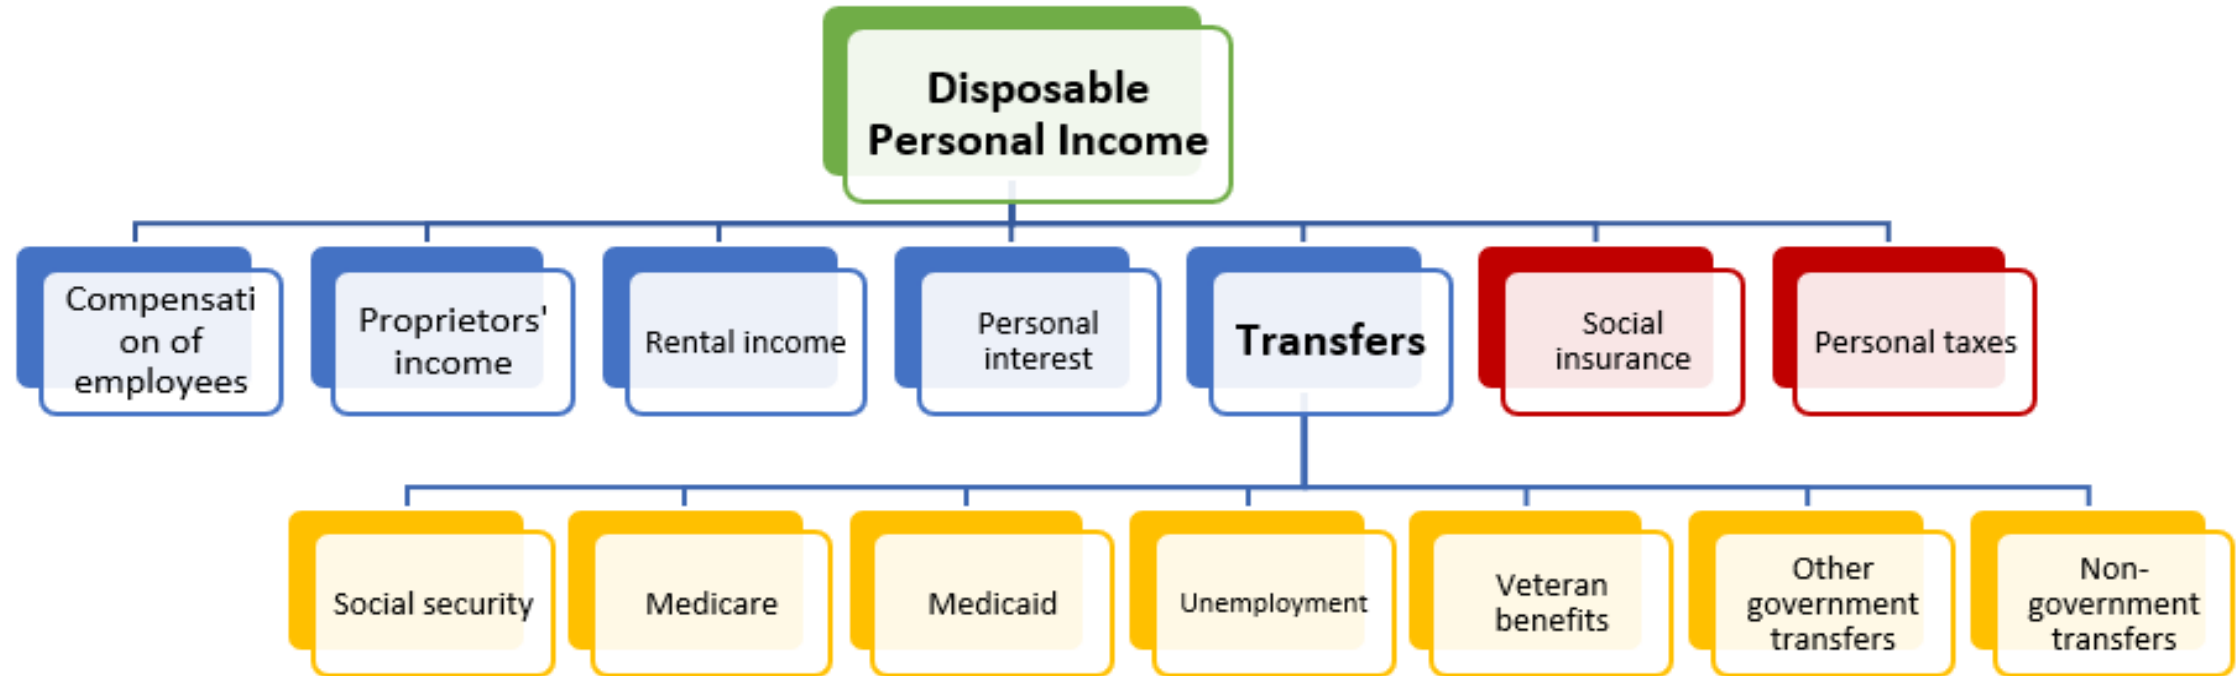 Disposable
Personal Income
Compensati
on of
employees
Proprietors'
income
Rental income
Personal
interest
Transfers
Social
insurance
Personal taxes
Social security
Medicare
Medicaid
Unemployment
Veteran
benefits
Other
government
transfers
Non-
government
transfers